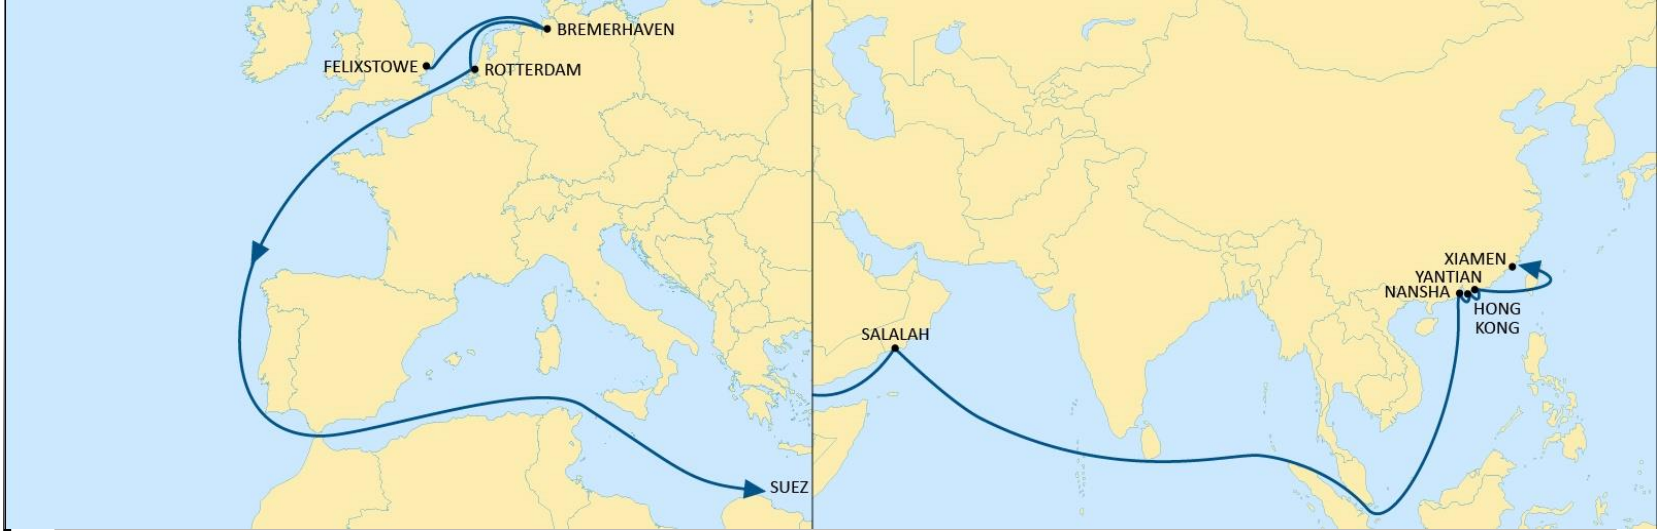 BREMERHAVEN
FELIXSTOWE
ROTTERDAM
SUEZ
SALALAH
XIAMEN
YANTIAN
NANSHA
HONG
KONG